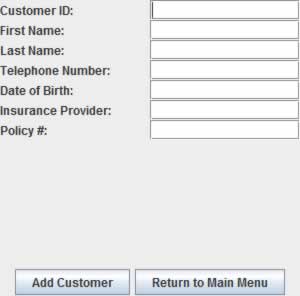 Customer ID:
First Name:
Last Name:
Telephone Number:
Date of Birth:
Insurance Provider:
Policy #:
Add Customer Return to Main Menu